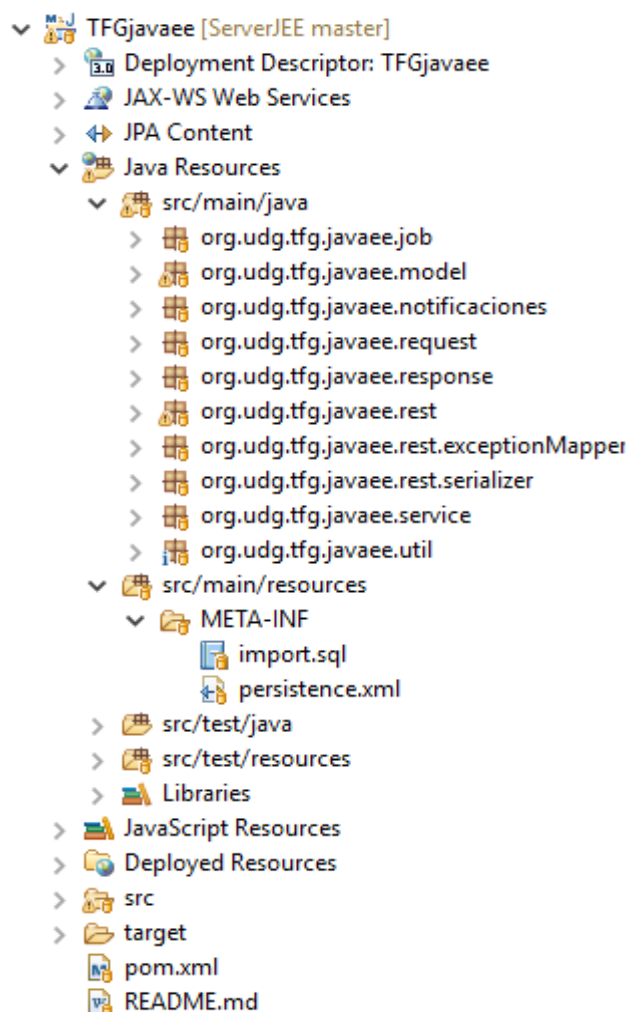 TFGjavaee [ServerJEE master]
Deployment Descriptor: TFGjavaee
JAX-WS Web Services
JPA Content
Java Resources
src/main/java
org.udg.tfg.javaee.job
org.udg.tfg.javaee.model
org.udg.tfg.javaee.notificaciones
org.udg.tfg.javaee.request
org.udg.tfg.javaee.response
org.udg.tfg.javaee.rest
org.udg.tfg.javaee.rest.exceptionMapper
org.udg.tfg.javaee.rest.serializer
org.udg.tfg.javaee.service
org.udg.tfg.javaee.util
src/main/resources
META-INF
import.sql
persistence.xml
src/test/java
src/test/resources
Libraries
JavaScript Resources
Deployed Resources
src
target
pom.xml
README.md